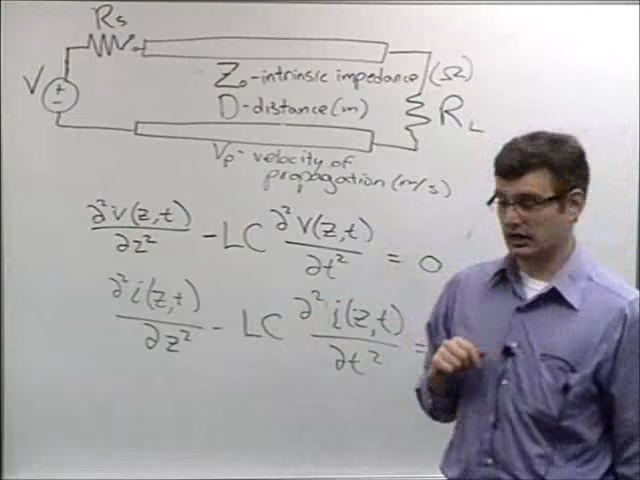 Rs
V
+
-
Z₀ - intrinsic impedance (Ω)
D - distance (m)
R_L
Vp - velocity of
propagation (m/s)
∂²v(z,t)/∂z² - LC ∂²v(z,t)/∂t² = 0
∂²i(z,t)/∂z² - LC ∂²i(z,t)/∂t² =